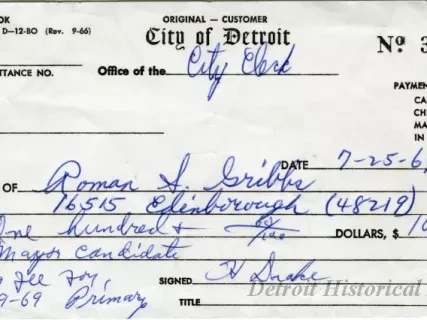 OK ORIGINAL — CUSTOMER
D-12-BO (Rev. 9-66) City of Detroit Nº 3
TTANCE NO. Office of the City Clerk
PAYMEN
CA
CH
MA
IN
DATE 7-25-6
OF Roman S. Gribbs
16515 Edinborough (48219)
One hundred & 00/100 DOLLARS, $ 10
Mayor Candidate
Fee for SIGNED H Drake
9-69 Primary Detroit Historical
TITLE